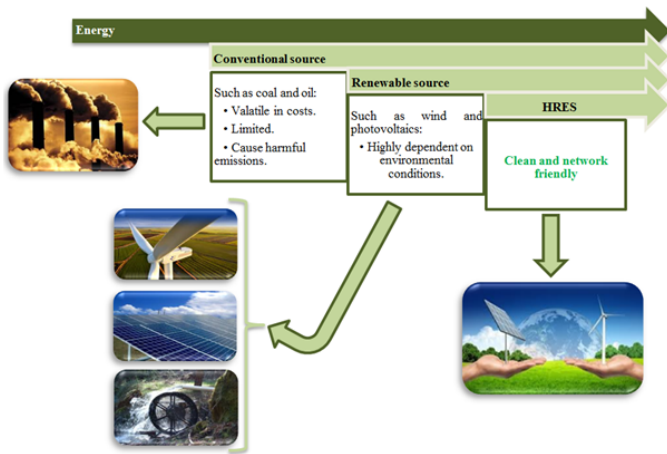 Energy
Conventional source
Such as coal and oil:
• Valatile in costs.
• Limited.
• Cause harmful
emissions.
Renewable source
Such as wind and
photovoltaics:
• Highly dependent on
environmental
conditions.
HRES
Clean and network
friendly